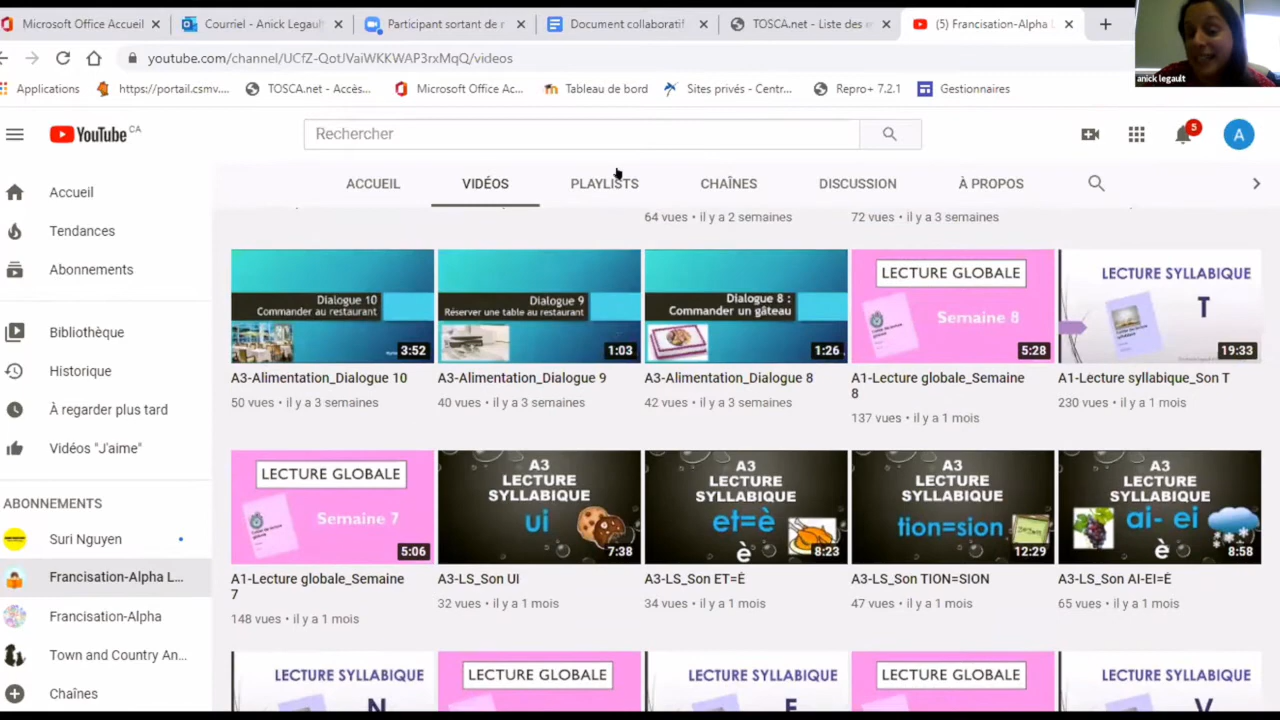 Microsoft Office Accueil
Courriel - Anick Legault
Participant sortant de r
Document collaboratif
TOSCA.net - Liste des e
(5) Francisation-Alpha L
youtube.com/channel/UCfZ-QotJVaiWKKWAP3rxMqQ/videos
anick legault
Applications
https://portail.csmv....
TOSCA.net - Accès...
Microsoft Office Ac...
Tableau de bord
Sites privés - Centr...
Repro+ 7.2.1
Gestionnaires
YouTube CA
Rechercher
5
A
ACCUEIL
VIDÉOS
PLAYLISTS
CHAÎNES
DISCUSSION
À PROPOS
Accueil
Tendances
Abonnements
Bibliothèque
Historique
À regarder plus tard
Vidéos "J'aime"
ABONNEMENTS
Suri Nguyen
Francisation-Alpha L...
Francisation-Alpha
Town and Country An...
Chaînes
64 vues • il y a 2 semaines
72 vues • il y a 3 semaines
Dialogue 10
Commander au restaurant
3:52
A3-Alimentation_Dialogue 10
50 vues • il y a 3 semaines
Dialogue 9
Réserver une table au restaurant
1:03
A3-Alimentation_Dialogue 9
40 vues • il y a 3 semaines
Dialogue 8 :
Commander un gâteau
1:26
A3-Alimentation_Dialogue 8
42 vues • il y a 3 semaines
LECTURE GLOBALE
Semaine 8
5:28
A1-Lecture globale_Semaine
8
137 vues • il y a 1 mois
LECTURE SYLLABIQUE
T
19:33
A1-Lecture syllabique_Son T
230 vues • il y a 1 mois
LECTURE GLOBALE
Semaine 7
5:06
A1-Lecture globale_Semaine
7
148 vues • il y a 1 mois
A3
LECTURE
SYLLABIQUE
ui
7:38
A3-LS_Son UI
32 vues • il y a 1 mois
A3
LECTURE
SYLLABIQUE
et=è
è
8:23
A3-LS_Son ET=È
34 vues • il y a 1 mois
A3
LECTURE
SYLLABIQUE
tion=sion
12:29
A3-LS_Son TION=SION
47 vues • il y a 1 mois
A3
LECTURE
SYLLABIQUE
ai- ei
è
8:58
A3-LS_Son AI-EI=È
65 vues • il y a 1 mois
LECTURE SYLLABIQUE
N
LECTURE GLOBALE
LECTURE SYLLABIQUE
LECTURE GLOBALE
LECTURE SYLLABIQUE
V